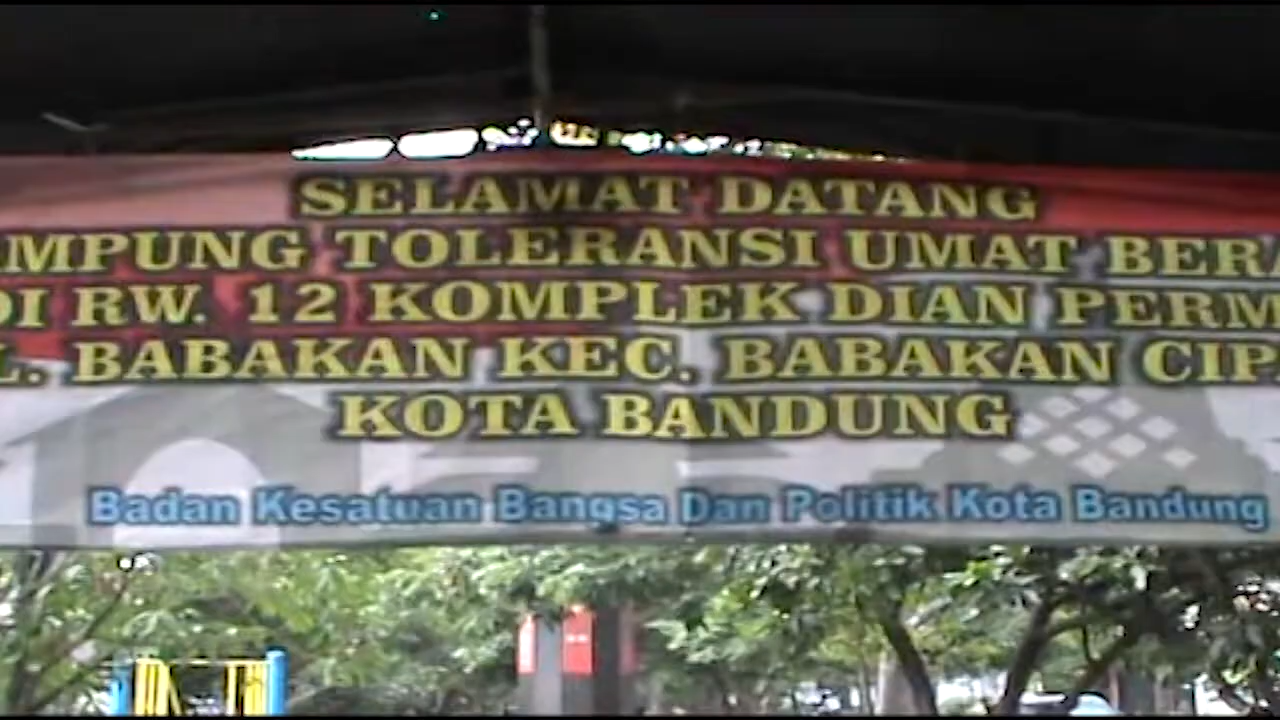 SELAMAT DATANG
MPUNG TOLERANSI UMAT BERA
DI RW. 12 KOMPLEK DIAN PERM
L. BABAKAN KEC. BABAKAN CIPA
KOTA BANDUNG
Badan Kesatuan Bangsa Dan Politik Kota Bandung